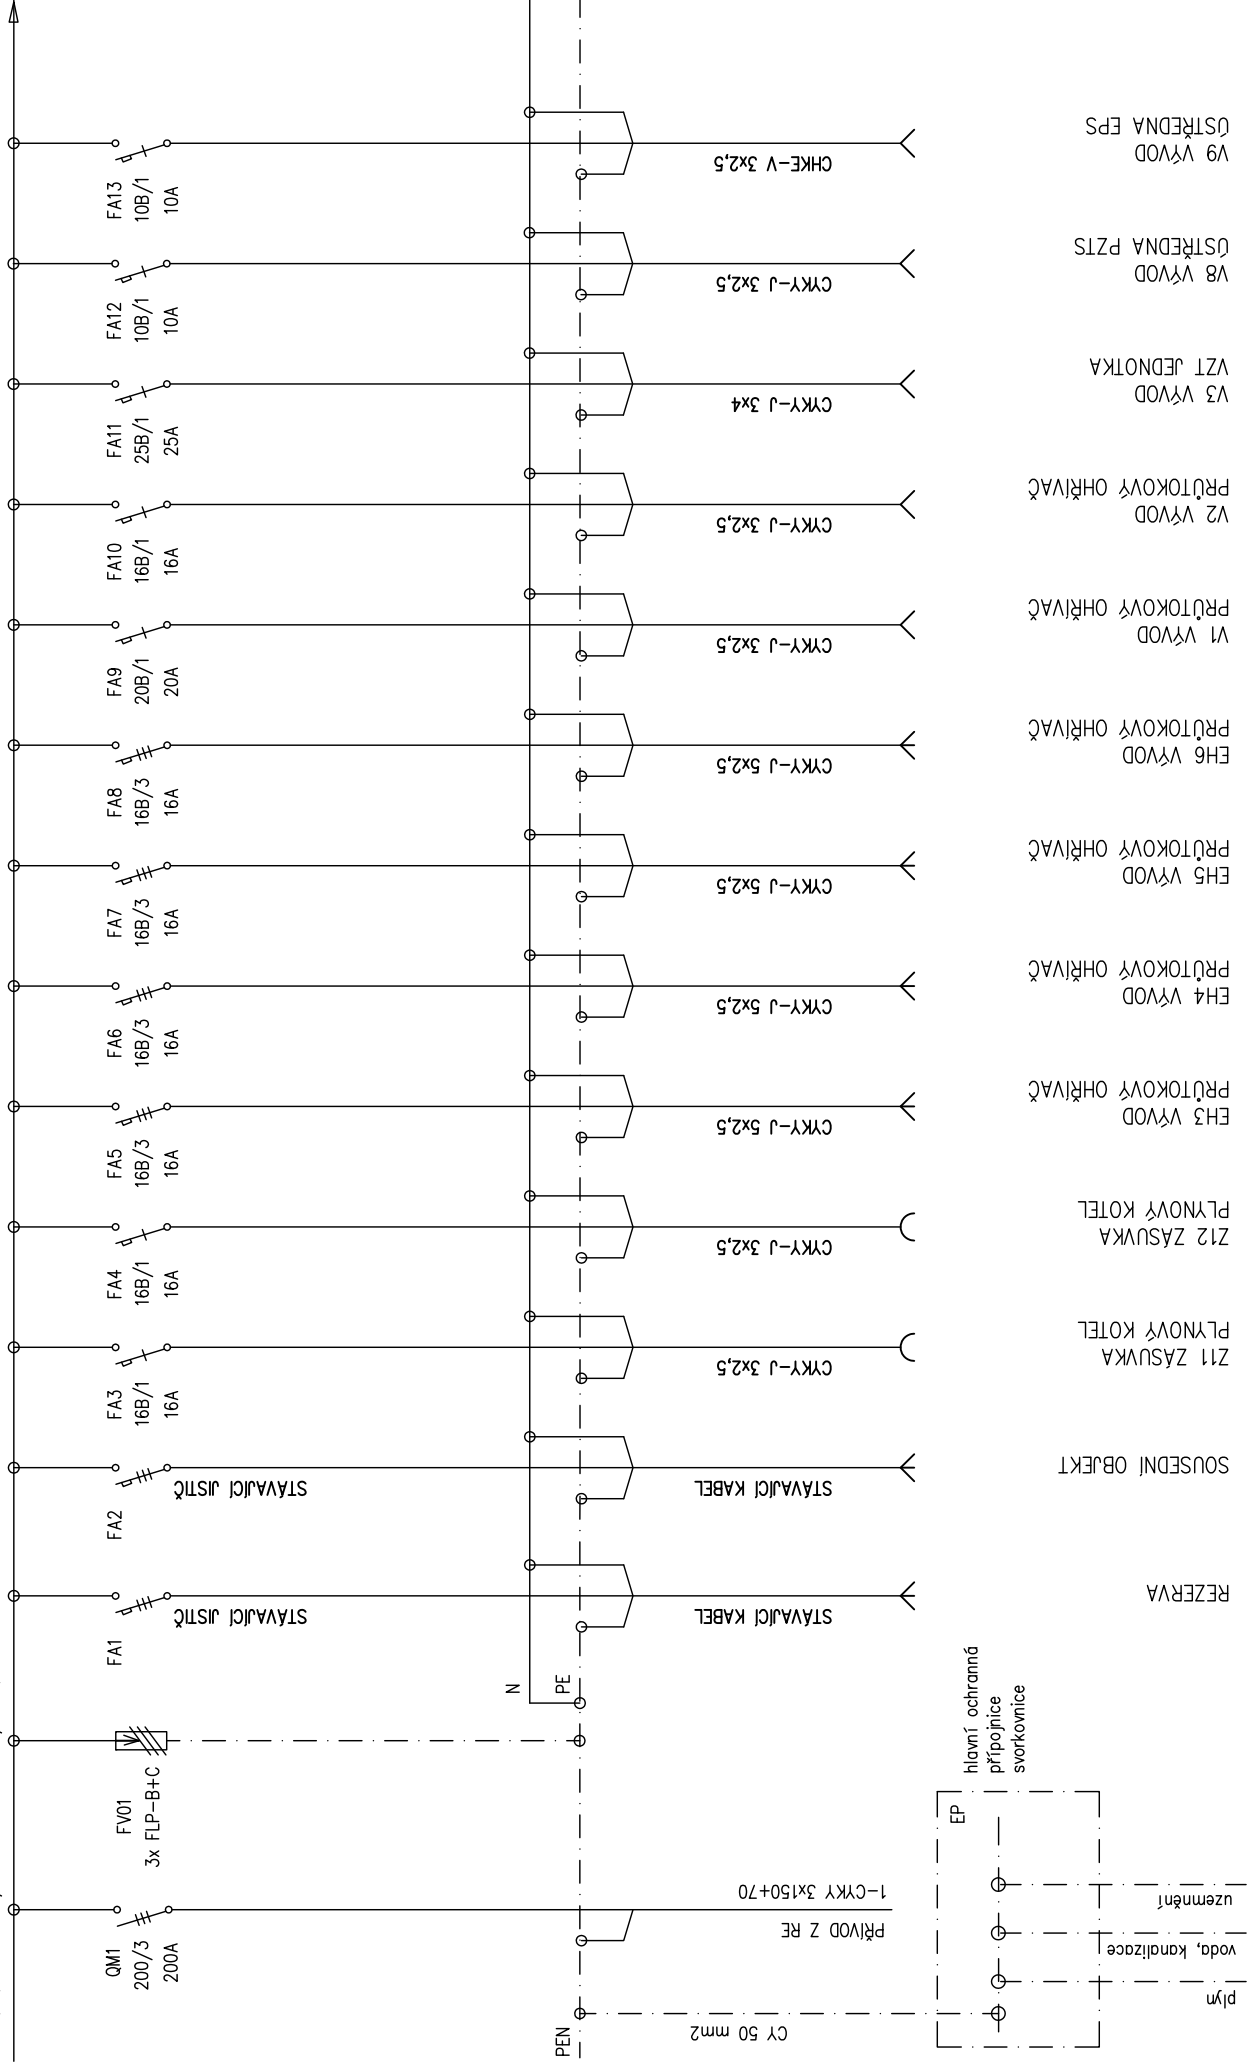 QM1
200/3
200A
FV01
3x FLP-B+C
FA1
STÁVAJÍCÍ JISTIČ
FA2
STÁVAJÍCÍ JISTIČ
FA3
16B/1
16A
FA4
16B/1
16A
FA5
16B/3
16A
FA6
16B/3
16A
FA7
16B/3
16A
FA8
16B/3
16A
FA9
20B/1
20A
FA10
16B/1
16A
FA11
25B/1
25A
FA12
10B/1
10A
FA13
10B/1
10A
N
PE
PEN
CY 50 mm2
PŘÍVOD Z RE
1-CYKY 3x150+70
STÁVAJÍCÍ KABEL
STÁVAJÍCÍ KABEL
CYKY-J 3x2,5
CYKY-J 3x2,5
CYKY-J 5x2,5
CYKY-J 5x2,5
CYKY-J 5x2,5
CYKY-J 5x2,5
CYKY-J 3x2,5
CYKY-J 3x2,5
CYKY-J 3x4
CYKY-J 3x2,5
CHKE-V 3x2,5
EP
hlavní ochranná
přípojnice
svorkovnice
plyn
voda, kanalizace
uzemnění
REZERVA
SOUSEDNÍ OBJEKT
Z11 ZÁSUVKA
PLYNOVÝ KOTEL
Z12 ZÁSUVKA
PLYNOVÝ KOTEL
EH3 VÝVOD
PRŮTOKOVÝ OHŘÍVAČ
EH4 VÝVOD
PRŮTOKOVÝ OHŘÍVAČ
EH5 VÝVOD
PRŮTOKOVÝ OHŘÍVAČ
EH6 VÝVOD
PRŮTOKOVÝ OHŘÍVAČ
V1 VÝVOD
PRŮTOKOVÝ OHŘÍVAČ
V2 VÝVOD
PRŮTOKOVÝ OHŘÍVAČ
V3 VÝVOD
VZT JEDNOTKA
V8 VÝVOD
ÚSTŘEDNA PZTS
V9 VÝVOD
ÚSTŘEDNA EPS